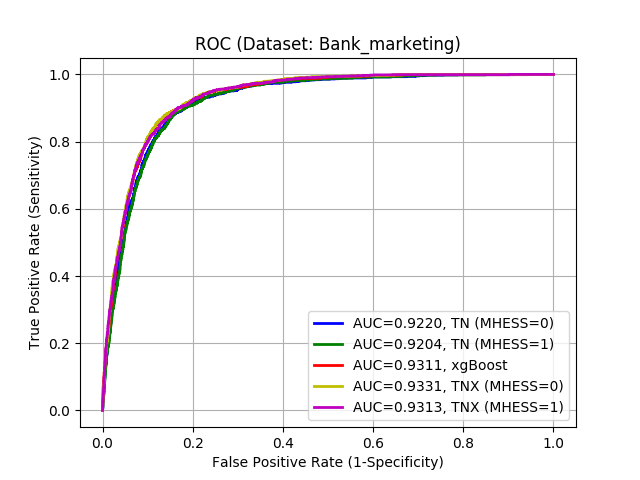 ROC (Dataset: Bank_marketing)
True Positive Rate (Sensitivity)
1.0
0.8
0.6
0.4
0.2
0.0
AUC=0.9220, TN (MHESS=0)
AUC=0.9204, TN (MHESS=1)
AUC=0.9311, xgBoost
AUC=0.9331, TNX (MHESS=0)
AUC=0.9313, TNX (MHESS=1)
0.0 0.2 0.4 0.6 0.8 1.0
False Positive Rate (1-Specificity)